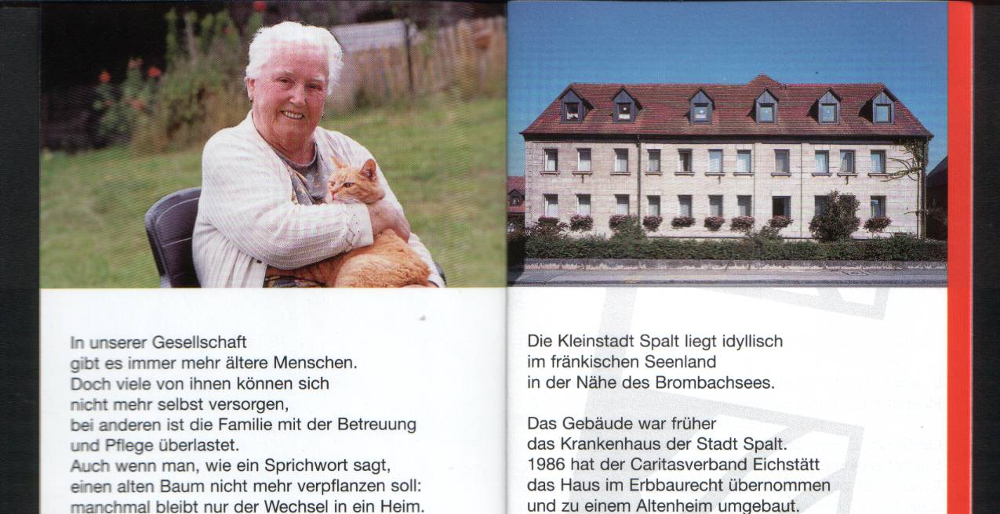 In unserer Gesellschaft
gibt es immer mehr ältere Menschen.
Doch viele von ihnen können sich
nicht mehr selbst versorgen,
bei anderen ist die Familie mit der Betreuung
und Pflege überlastet.
Auch wenn man, wie ein Sprichwort sagt,
einen alten Baum nicht mehr verpflanzen soll:
manchmal bleibt nur der Wechsel in ein Heim.
Die Kleinstadt Spalt liegt idyllisch
im fränkischen Seenland
in der Nähe des Brombachsees.
Das Gebäude war früher
das Krankenhaus der Stadt Spalt.
1986 hat der Caritasverband Eichstätt
das Haus im Erbbaurecht übernommen
und zu einem Altenheim umgebaut.